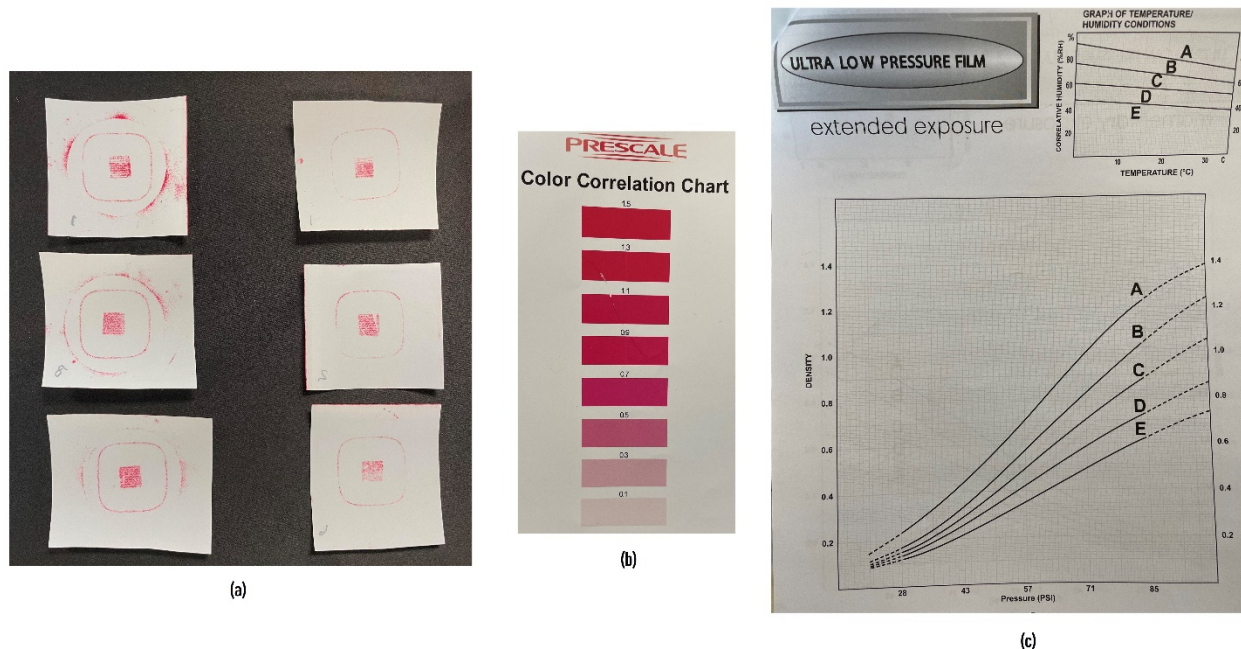 PRESCALE
Color Correlation Chart
1.5
1.3
1.1
0.9
0.7
0.5
0.3
0.1
(a)
(b)
ULTRA LOW PRESSURE FILM
extended exposure
GRAPH OF TEMPERATURE/
HUMIDITY CONDITIONS
CORRELATIVE HUMIDITY (%RH)
%
80
60
40
20
A
B
C
D
E
60
40
20
10
20
30
C
TEMPERATURE (°C)
DENSITY
1.4
1.2
1.0
0.8
0.6
0.4
0.2
A
B
C
D
E
1.4
1.2
1.0
0.8
0.6
0.4
0.2
28
43
57
71
85
Pressure (PSI)
(c)